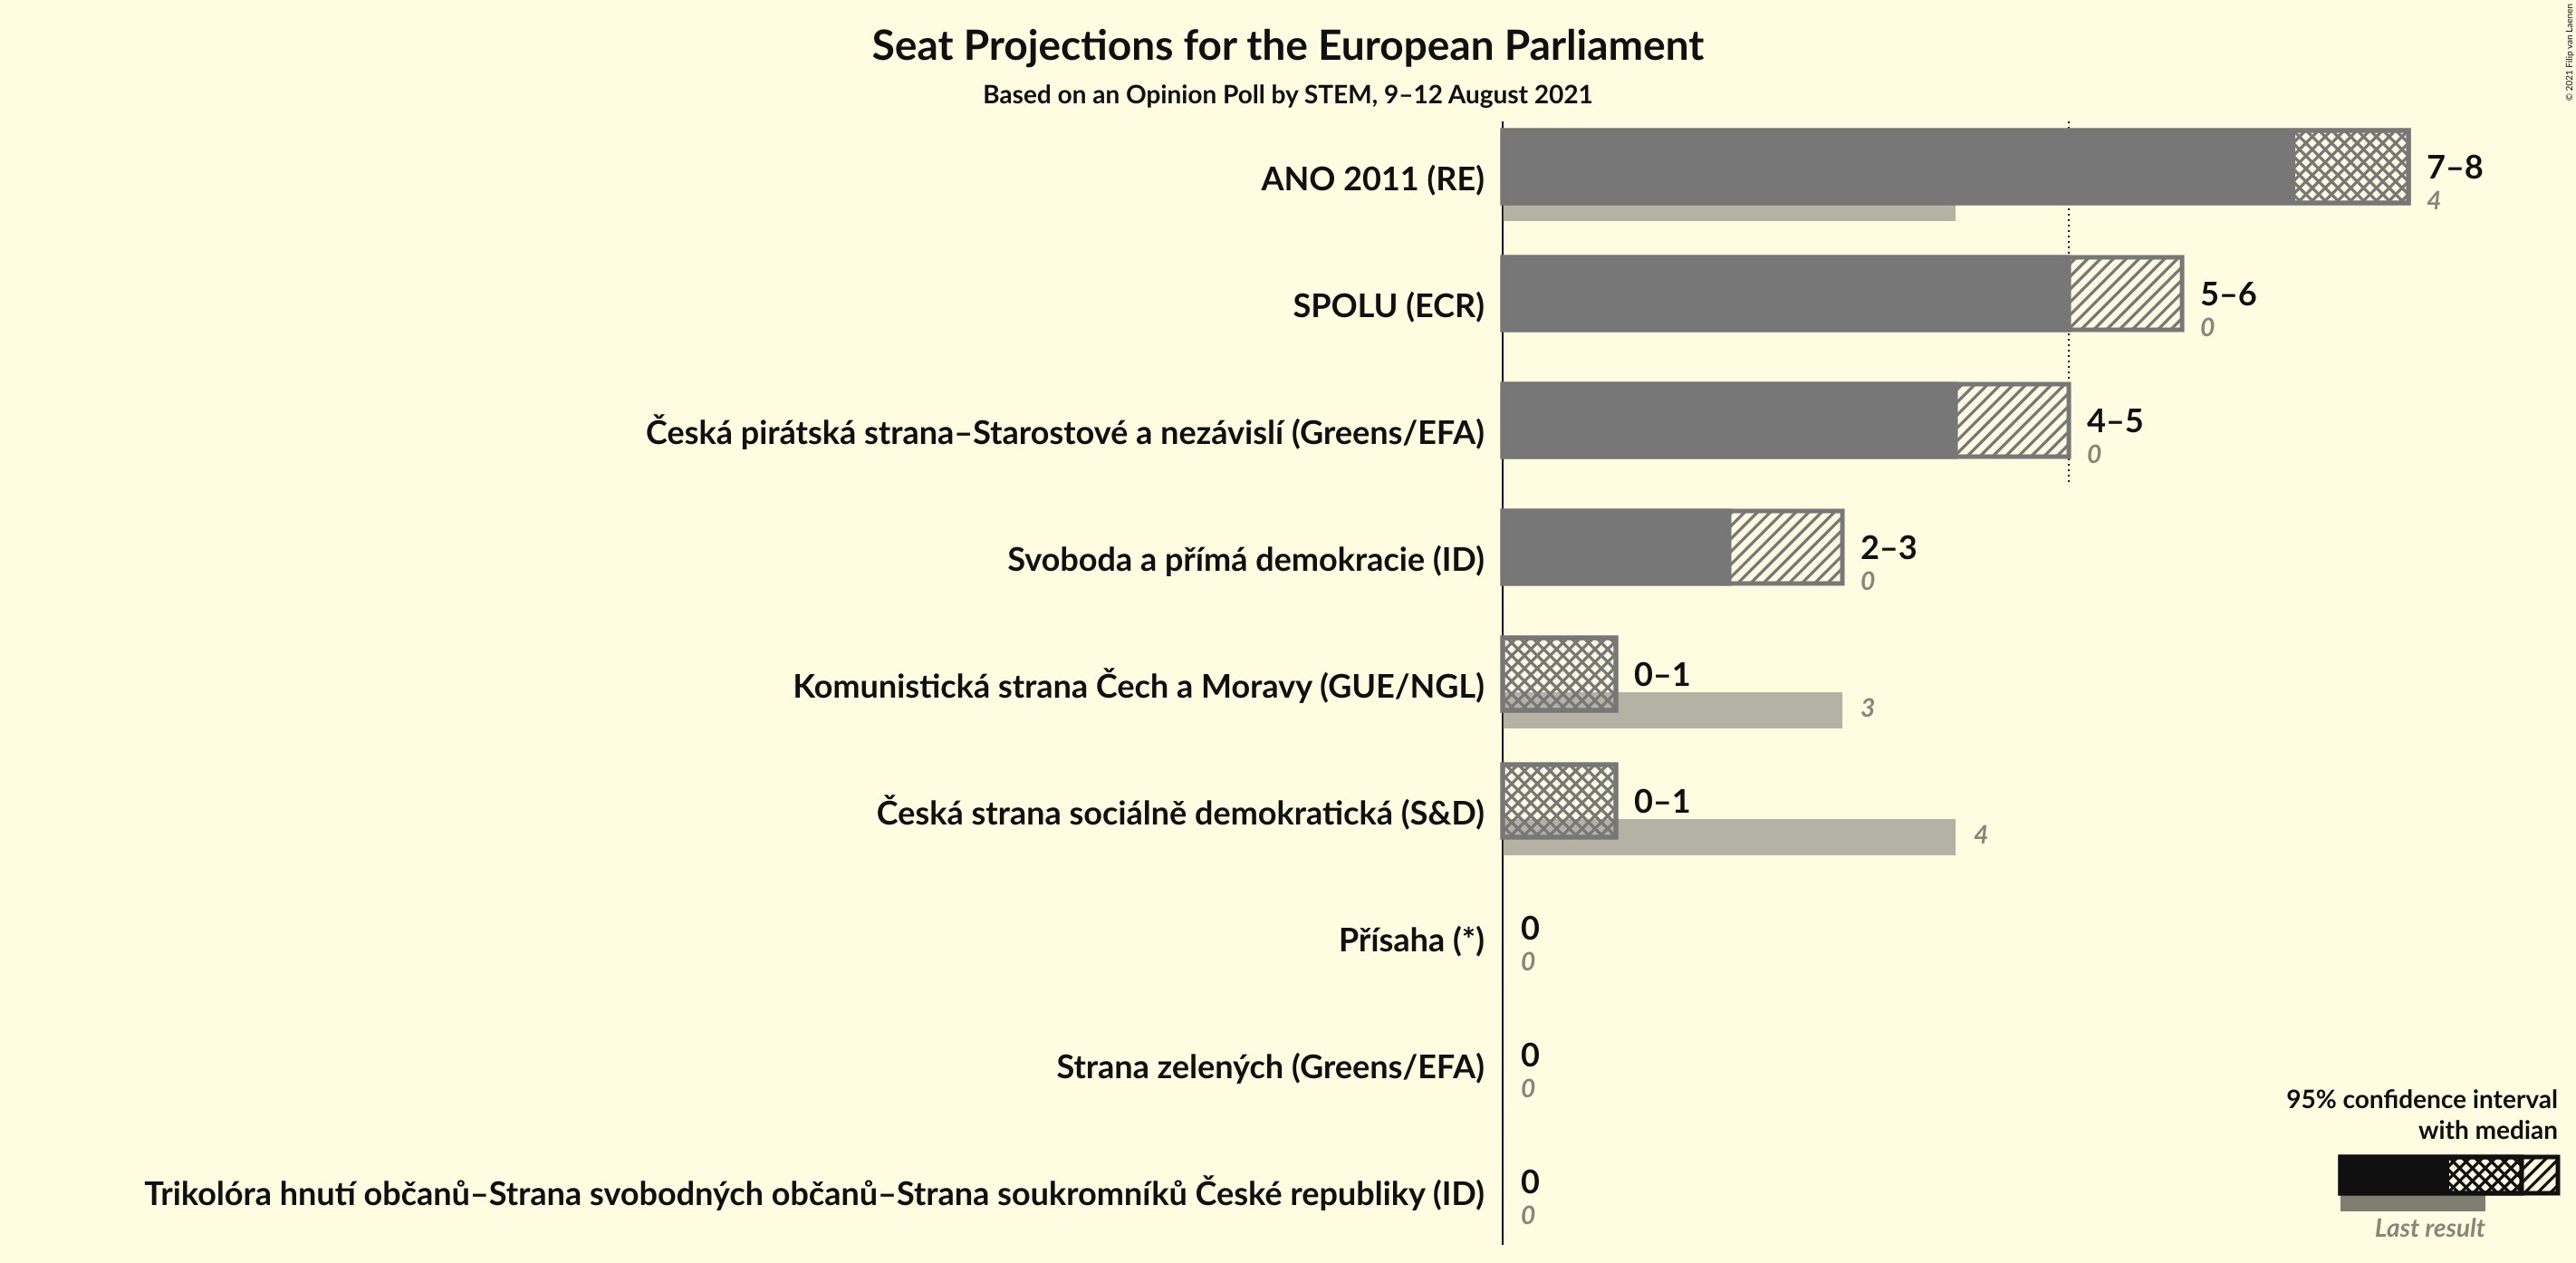 Seat Projections for the European Parliament
Based on an Opinion Poll by STEM, 9–12 August 2021
© 2021 Filip van Laenen
ANO 2011 (RE)
7–8
4
SPOLU (ECR)
5–6
0
Česká pirátská strana–Starostové a nezávislí (Greens/EFA)
4–5
0
Svoboda a přímá demokracie (ID)
2–3
0
Komunistická strana Čech a Moravy (GUE/NGL)
0–1
3
Česká strana sociálně demokratická (S&D)
0–1
4
Přísaha (*)
0
0
Strana zelených (Greens/EFA)
0
0
Trikolóra hnutí občanů–Strana svobodných občanů–Strana soukromníků České republiky (ID)
0
0
95% confidence interval
with median
Last result